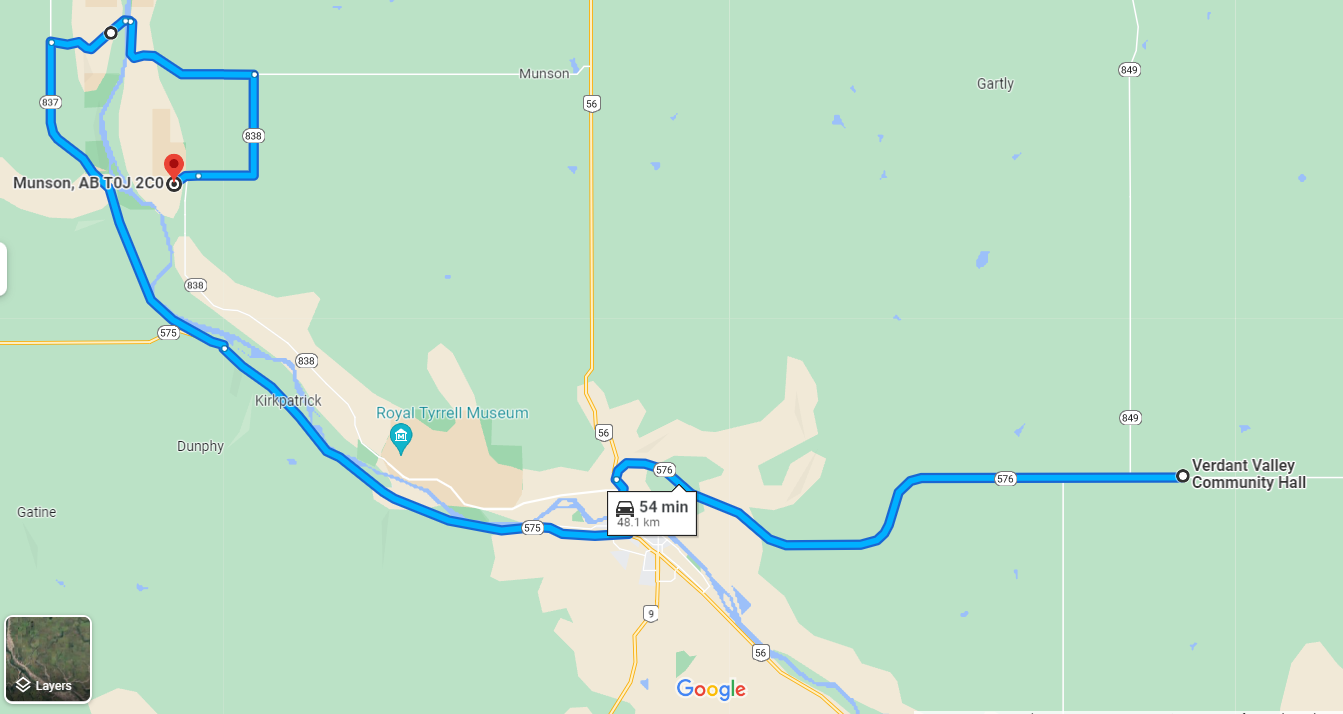 Munson
Gartly
849
56
837
838
Munson, AB T0J 2C0
838
575
838
Kirkpatrick
Royal Tyrrell Museum
M
Dunphy
56
849
576
576
Verdant Valley
Community Hall
54 min
48.1 km
Gatine
575
9
56
Layers
Google